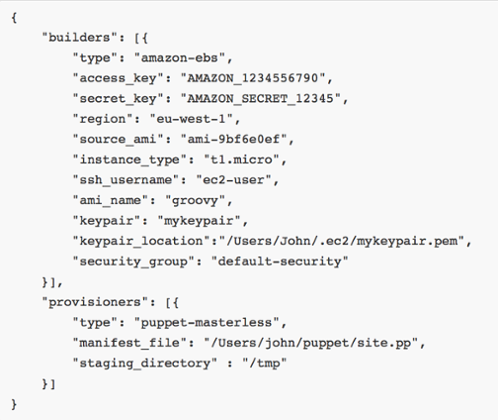 {
    "builders": [{
        "type": "amazon-ebs",
        "access_key": "AMAZON_1234556790",
        "secret_key": "AMAZON_SECRET_12345",
        "region": "eu-west-1",
        "source_ami": "ami-9bf6e0ef",
        "instance_type": "t1.micro",
        "ssh_username": "ec2-user",
        "ami_name": "groovy",
        "keypair": "mykeypair",
        "keypair_location":"/Users/John/.ec2/mykeypair.pem",
        "security_group": "default-security"
    }],
    "provisioners": [{
        "type": "puppet-masterless",
        "manifest_file": "/Users/john/puppet/site.pp",
        "staging_directory" : "/tmp"
    }]
}